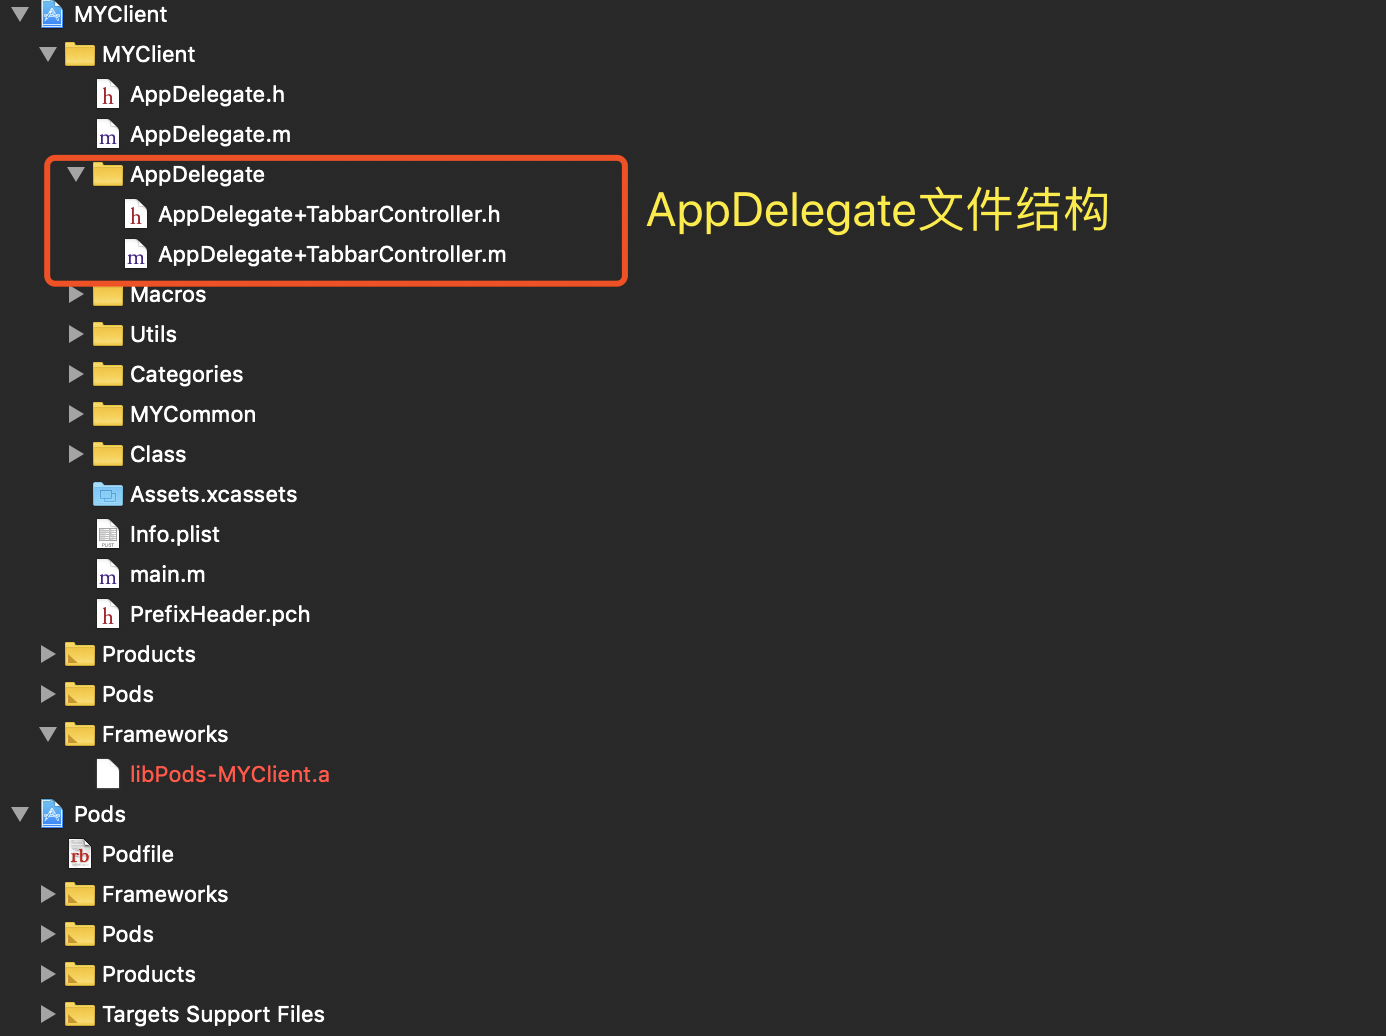 MYClient
MYClient
AppDelegate.h
AppDelegate.m
AppDelegate
AppDelegate+TabbarController.h
AppDelegate文件结构
AppDelegate+TabbarController.m
Macros
Utils
Categories
MYCommon
Class
Assets.xcassets
Info.plist
main.m
PrefixHeader.pch
Products
Pods
Frameworks
libPods-MYClient.a
Pods
Podfile
Frameworks
Pods
Products
Targets Support Files